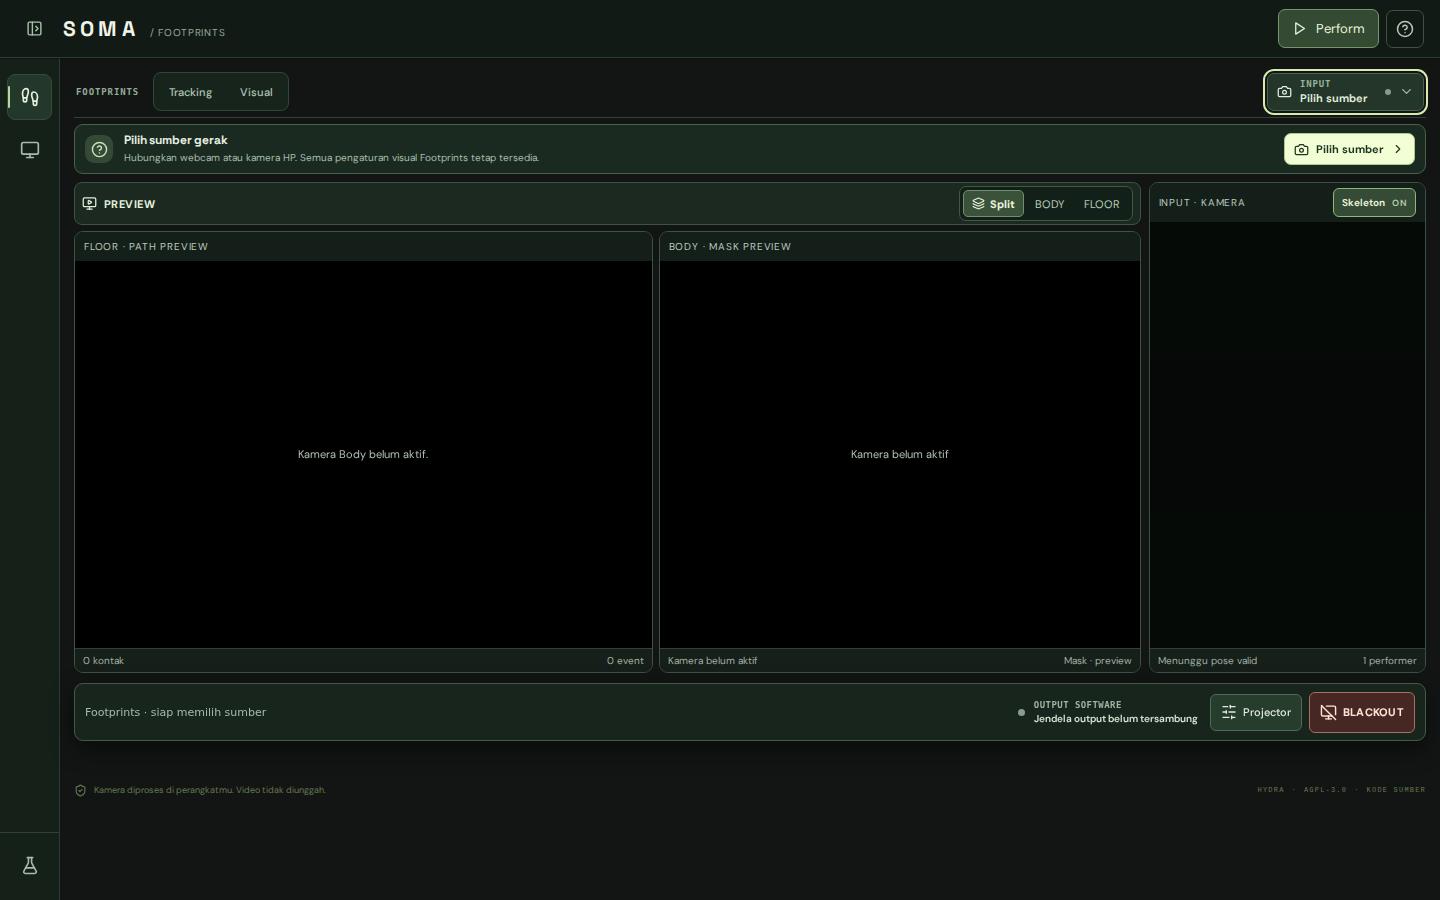 SOMA / FOOTPRINTS
Perform
FOOTPRINTS
Tracking
Visual
INPUT
Pilih sumber
Pilih sumber gerak
Hubungkan webcam atau kamera HP. Semua pengaturan visual Footprints tetap tersedia.
Pilih sumber
PREVIEW
Split
BODY
FLOOR
INPUT · KAMERA
Skeleton ON
FLOOR · PATH PREVIEW
BODY · MASK PREVIEW
Kamera Body belum aktif.
Kamera belum aktif
0 kontak
0 event
Kamera belum aktif
Mask · preview
Menunggu pose valid
1 performer
Footprints · siap memilih sumber
OUTPUT SOFTWARE
Jendela output belum tersambung
Projector
BLACKOUT
Kamera diproses di perangkatmu. Video tidak diunggah.
HYDRA · AGPL-3.0 · KODE SUMBER